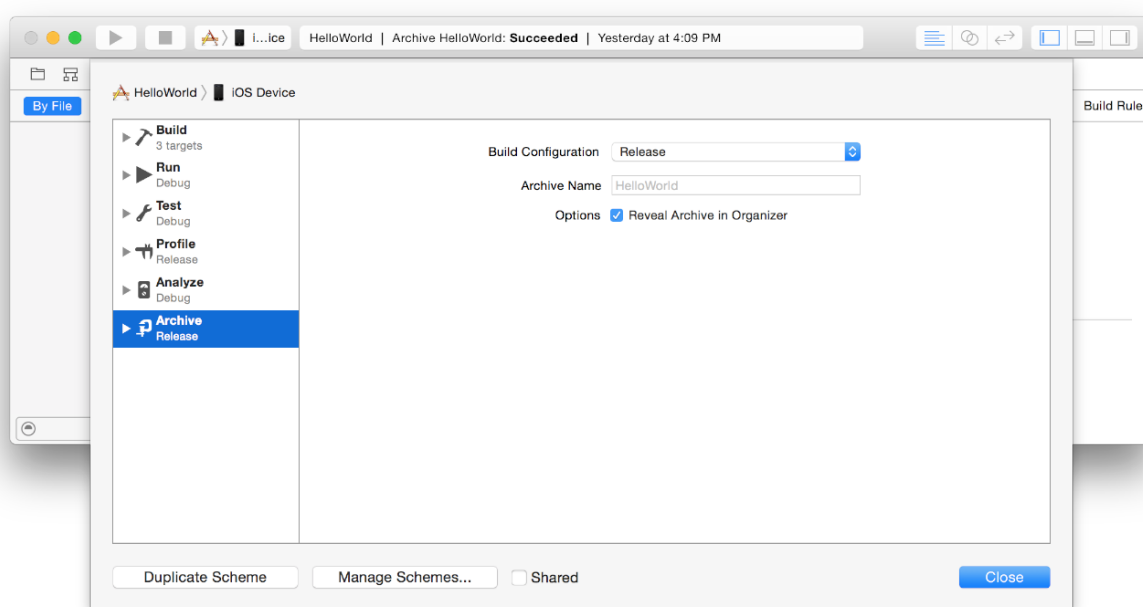 i...ice
HelloWorld | Archive HelloWorld: Succeeded | Yesterday at 4:09 PM
HelloWorld 〉 iOS Device
By File
Build Rule
Build
3 targets
Run
Debug
Test
Debug
Profile
Release
Analyze
Debug
Archive
Release
Build Configuration Release
Archive Name HelloWorld
Options Reveal Archive in Organizer
Duplicate Scheme Manage Schemes... Shared Close